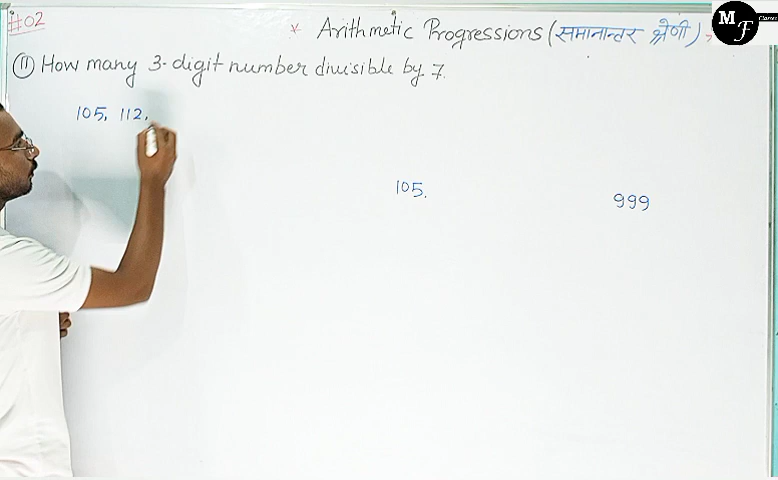 #02
* Arithmetic Progressions (समानान्तर श्रेणी)
MF Classes
(11) How many 3-digit number divisible by 7.
105, 112,
105.
999